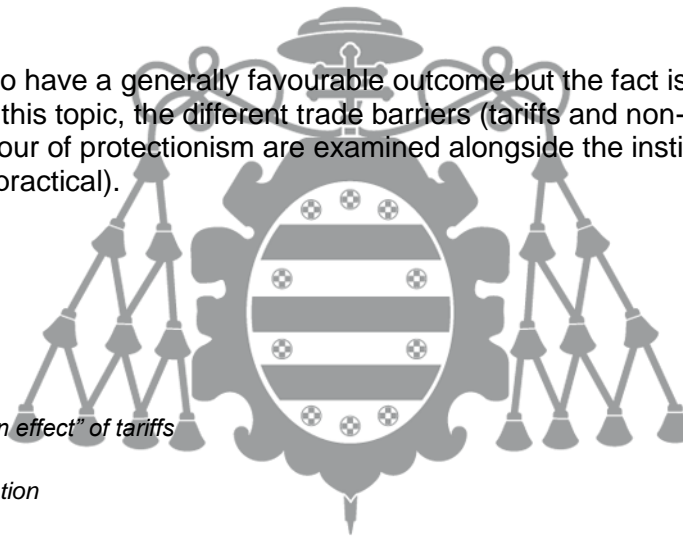 o have a generally favourable outcome but the fact is
this topic, the different trade barriers (tariffs and non-
our of protectionism are examined alongside the insti
practical).
n effect” of tariffs
tion